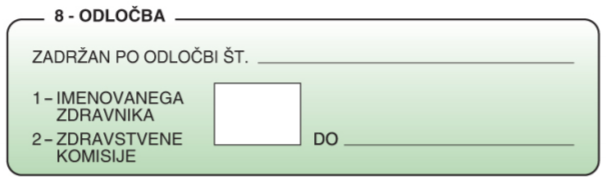 8 - ODLOČBA
ZADRŽAN PO ODLOČBI ŠT.
1 – IMENOVANEGA
ZDRAVNIKA
2 – ZDRAVSTVENE
KOMISIJE
DO